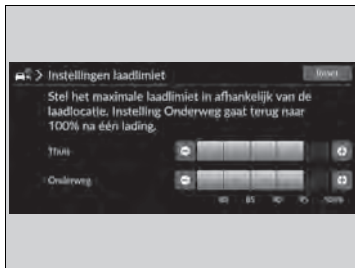 > Instellingen laadlimiet Reset
Stel het maximale laadlimiet in afhankelijk van de
laadlocatie. Instelling Onderweg gaat terug naar
100% na één lading.
Thuis
Onderweg
80 85 90 95 100%